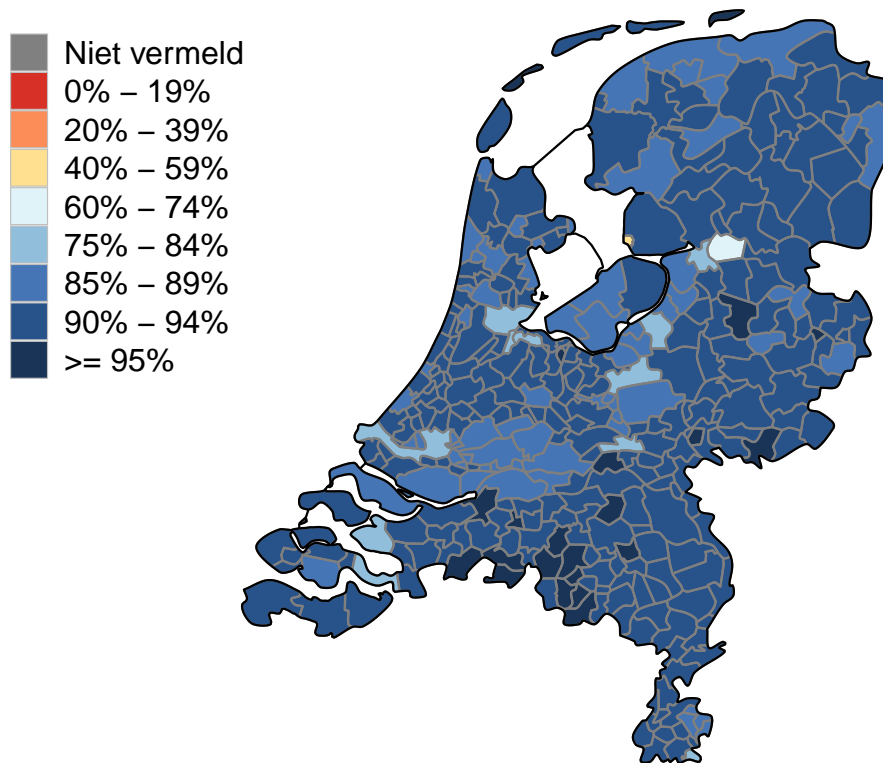 Niet vermeld
0% – 19%
20% – 39%
40% – 59%
60% – 74%
75% – 84%
85% – 89%
90% – 94%
>= 95%